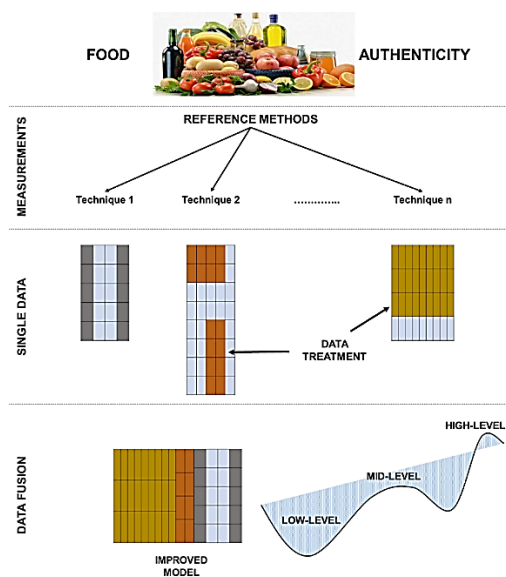 FOOD
AUTHENTICITY
MEASUREMENTS
REFERENCE METHODS
Technique 1
Technique 2
..............
Technique n
SINGLE DATA
DATA
TREATMENT
DATA FUSION
HIGH-LEVEL
MID-LEVEL
LOW-LEVEL
IMPROVED
MODEL